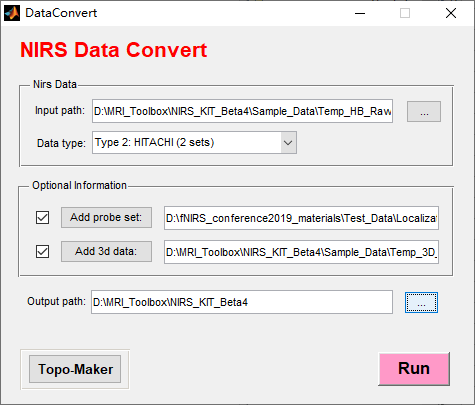 DataConvert
NIRS Data Convert
Nirs Data
Input path: D:\MRI_Toolbox\NIRS_KIT_Beta4\Sample_Data\Temp_HB_Raw ...
Data type: Type 2: HITACHI (2 sets)
Optional Information
Add probe set: D:\fNIRS_conference2019_materials\Test_Data\Localizat
Add 3d data: D:\MRI_Toolbox\NIRS_KIT_Beta4\Sample_Data\Temp_3D_
Output path: D:\MRI_Toolbox\NIRS_KIT_Beta4 ...
Topo-Maker Run